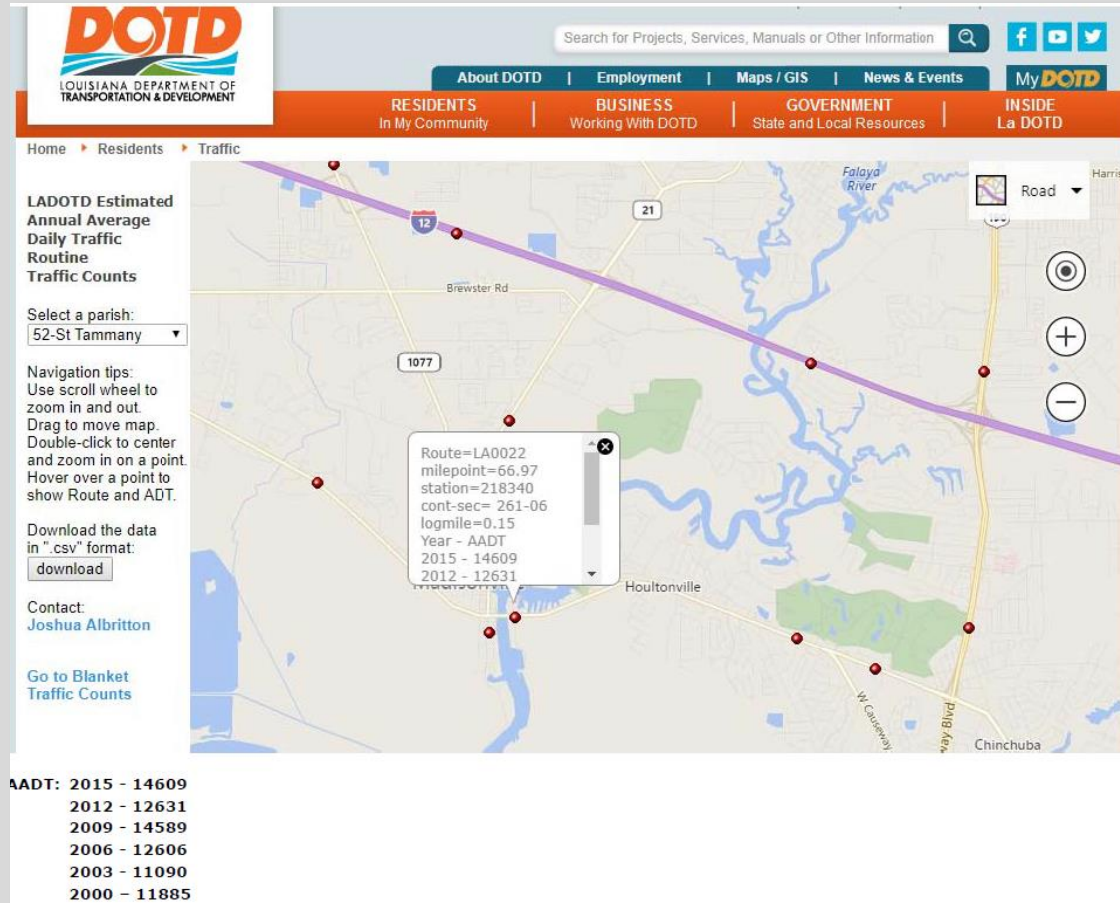 DOTD
LOUISIANA DEPARTMENT OF
TRANSPORTATION & DEVELOPMENT
Search for Projects, Services, Manuals or Other Information
About DOTD | Employment | Maps / GIS | News & Events
My DOTD
RESIDENTS
In My Community
BUSINESS
Working With DOTD
GOVERNMENT
State and Local Resources
INSIDE
La DOTD
Home Residents Traffic
LADOTD Estimated
Annual Average
Daily Traffic
Routine
Traffic Counts
Select a parish:
52-St Tammany
Navigation tips:
Use scroll wheel to
zoom in and out.
Drag to move map.
Double-click to center
and zoom in on a point.
Hover over a point to
show Route and ADT.
Download the data
in ".csv" format:
download
Contact:
Joshua Albritton
Go to Blanket
Traffic Counts
Falaya
River
Road
Harris
12
21
190
Brewster Rd
1077
Route=LA0022
milepoint=66.97
station=218340
cont-sec= 261-06
logmile=0.15
Year - AADT
2015 - 14609
2012 - 12631
Madisonville
Houltonville
W Causeway
way Blvd
Chinchuba
AADT: 2015 - 14609
2012 - 12631
2009 - 14589
2006 - 12606
2003 - 11090
2000 – 11885